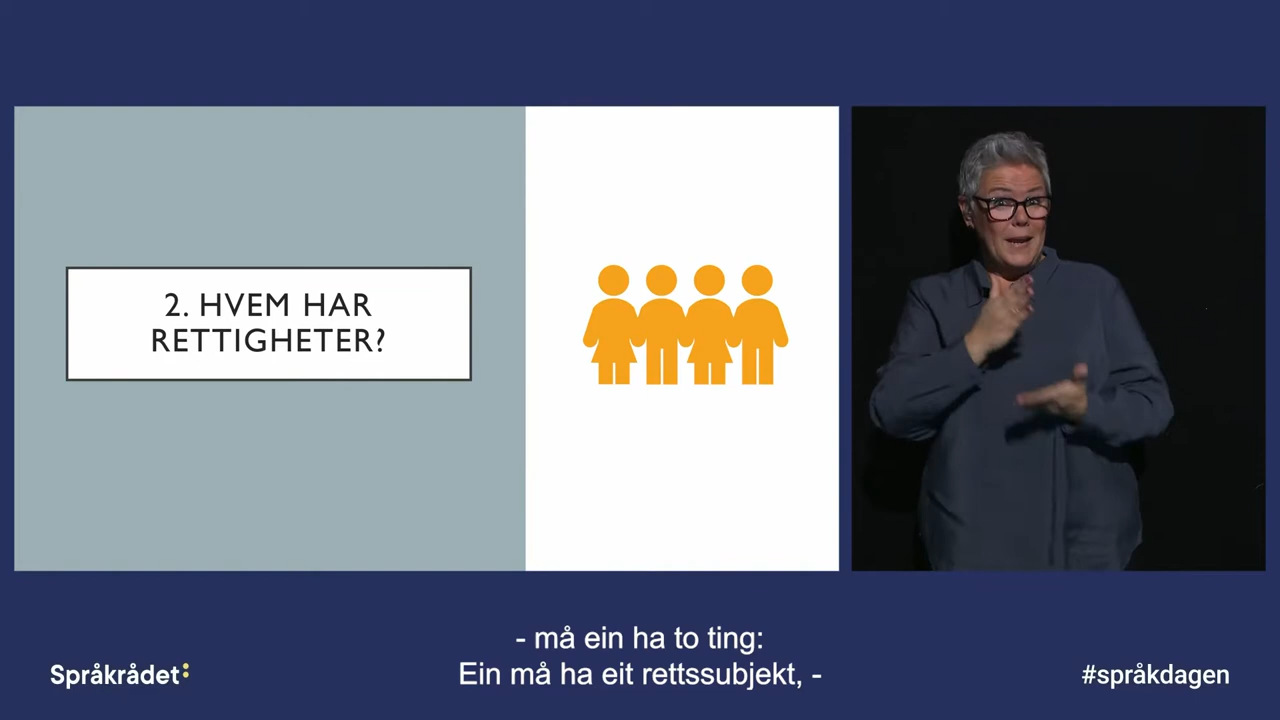 2. HVEM HAR
RETTIGHETER?
- må ein ha to ting:
Ein må ha eit rettssubjekt, -
Språkrådet:
#språkdagen